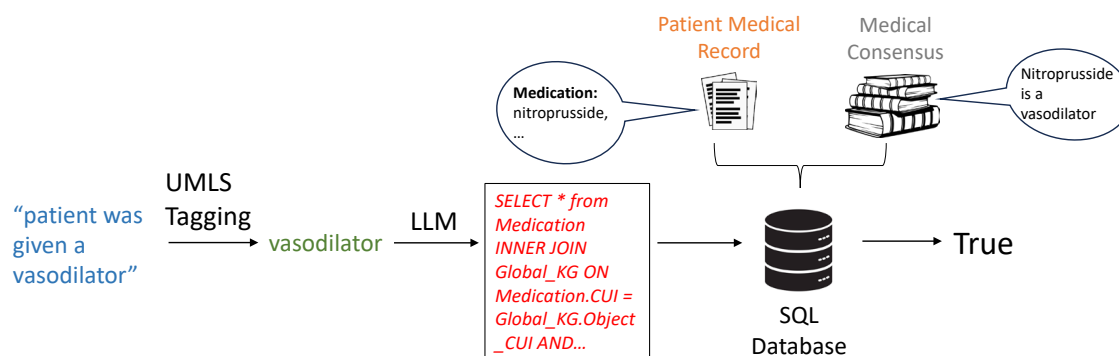 Patient Medical
Record
Medical
Consensus
Medication:
nitroprusside,
…
Nitroprusside
is a
vasodilator
“patient was
given a
vasodilator”
UMLS
Tagging
vasodilator
LLM
SELECT * from
Medication
INNER JOIN
Global_KG ON
Medication.CUI =
Global_KG.Object
_CUI AND…
SQL
Database
True